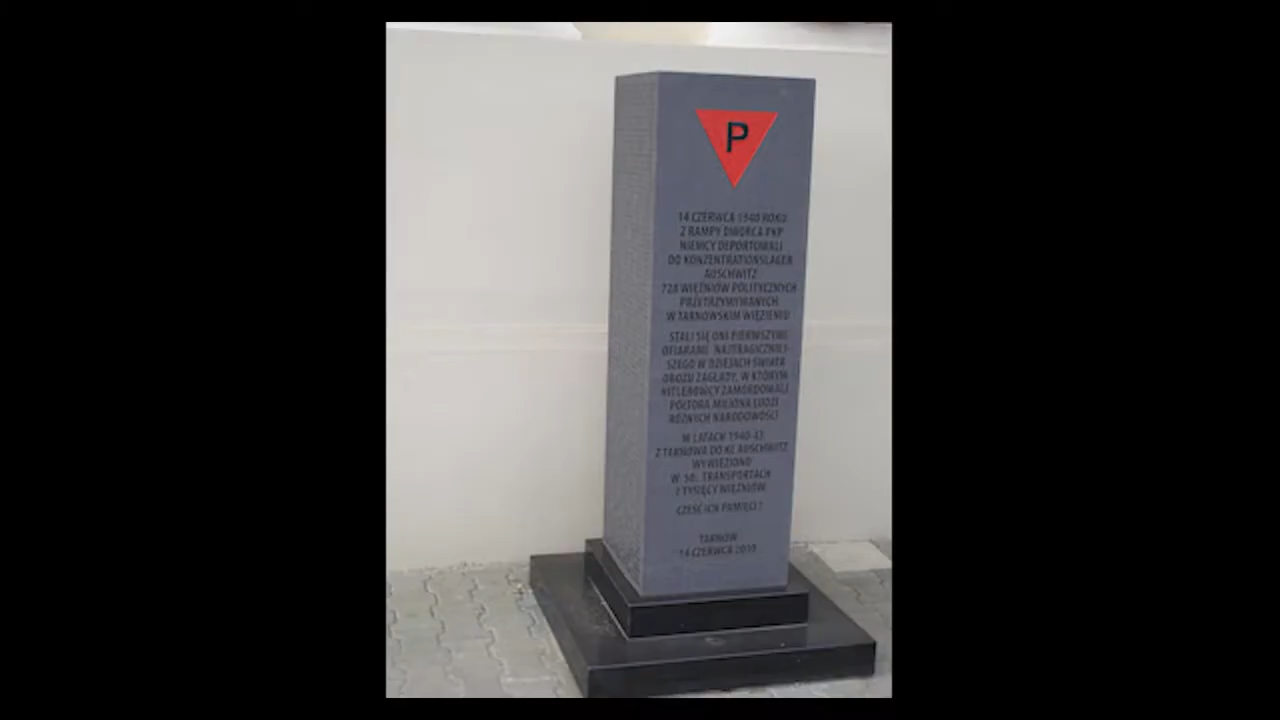 P
14 CZERWCA 1940 ROKU
Z RAMPY DWORCA PKP
NIEMCY DEPORTOWALI
DO KONZENTRATIONSLAGER
AUSCHWITZ
728 WIĘŹNIÓW POLITYCZNYCH
PRZETRZYMYWANYCH
W TARNOWSKIM WIĘZIENIU
STALI SIĘ ONI PIERWSZYMI
OFIARAMI NAJTRAGICZNIEJ-
SZEGO W DZIEJACH ŚWIATA
OBOZU ZAGŁADY, W KTÓRYM
HITLEROWCY ZAMORDOWALI
PÓŁTORA MILIONA LUDZI
RÓŻNYCH NARODOWOŚCI
W LATACH 1940-43
Z TARNOWA DO KL AUSCHWITZ
WYWIEZIONO
W TRANSPORTACH
TYSIĘCY WIĘŹNIÓW
CZEŚĆ ICH PAMIĘCI!
TARNÓW
14 CZERWCA